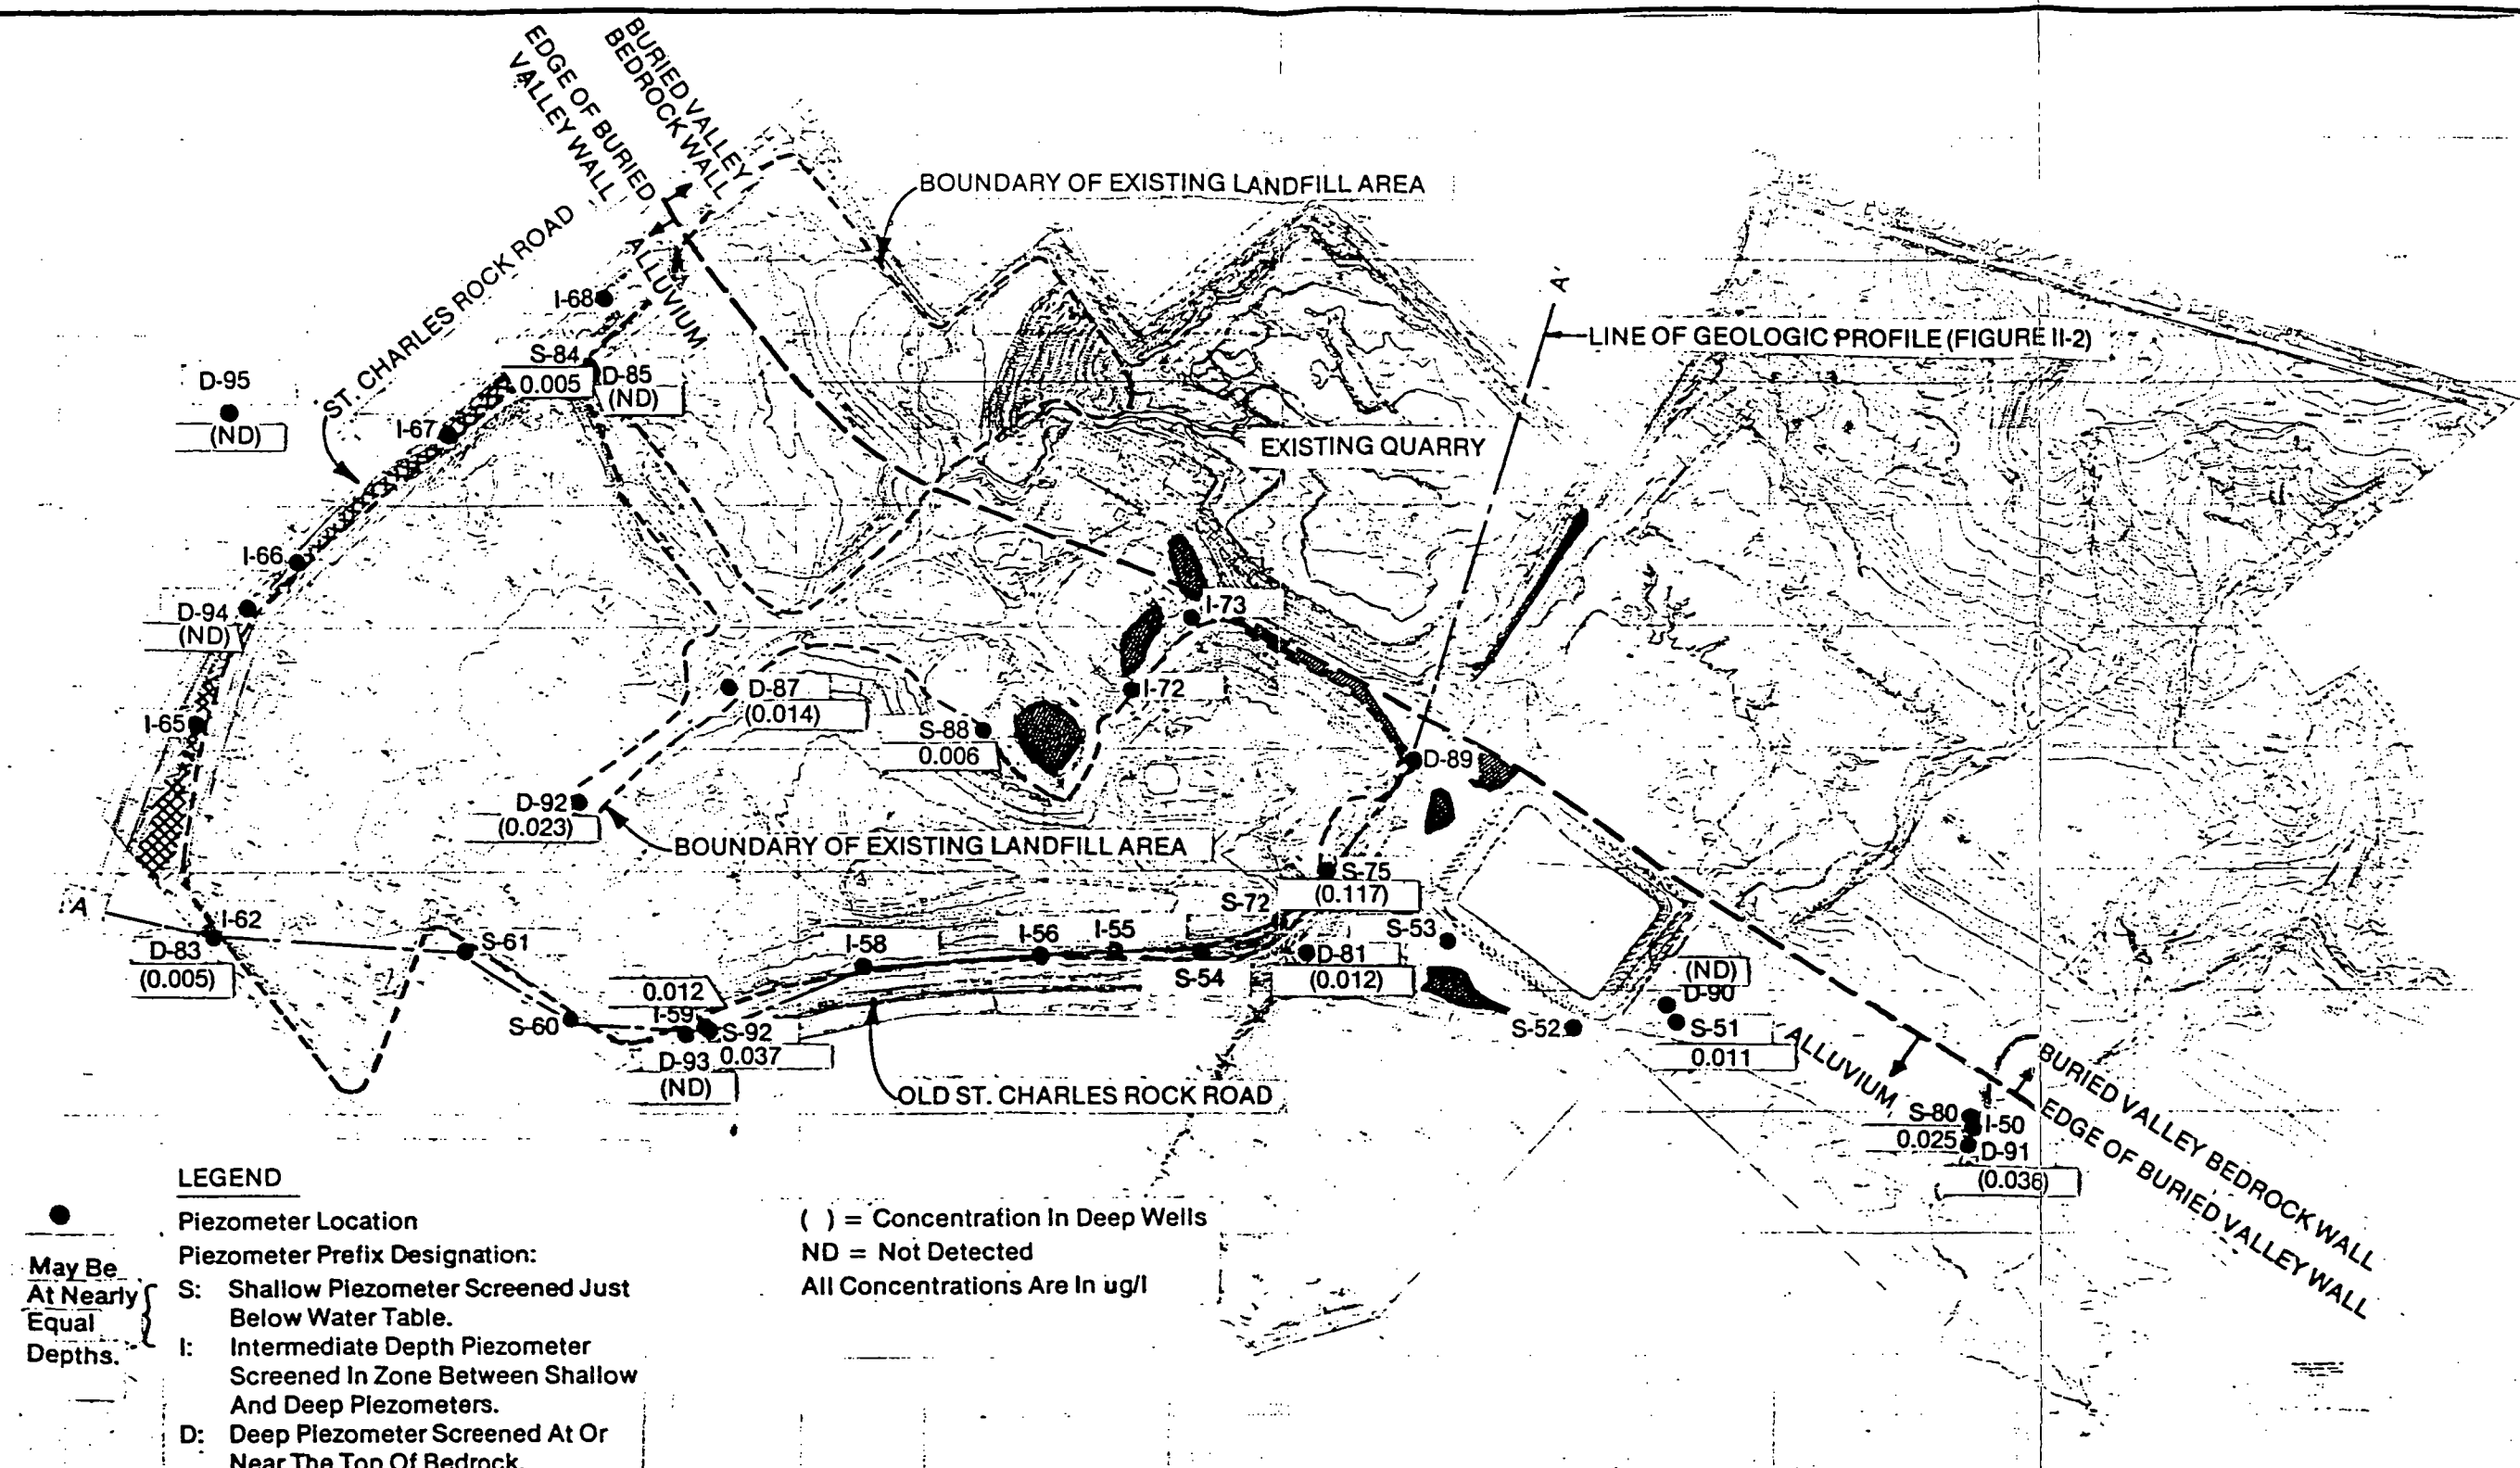 BURIED VALLEY
BEDROCK WALL
EDGE OF BURIED
VALLEY WALL
BOUNDARY OF EXISTING LANDFILL AREA
ST. CHARLES ROCK ROAD
ALLUVIUM
A'
I-68
LINE OF GEOLOGIC PROFILE (FIGURE II-2)
S-84
0.005
D-85
(ND)
D-95
(ND)
I-67
EXISTING QUARRY
I-66
D-94
(ND)
I-73
I-72
D-87
(0.014)
I-65
S-88
0.006
D-89
D-92
(0.023)
BOUNDARY OF EXISTING LANDFILL AREA
S-75
(0.117)
S-72
A
I-62
D-83
(0.005)
S-61
I-58
I-56
I-55
S-54
S-53
D-81
(0.012)
(ND)
D-90
S-51
0.011
S-52
0.012
I-59
S-60
S-92
0.037
D-93
(ND)
OLD ST. CHARLES ROCK ROAD
ALLUVIUM
BURIED VALLEY BEDROCK WALL
EDGE OF BURIED VALLEY WALL
S-80
0.025
I-50
D-91
(0.036)
LEGEND
Piezometer Location
Piezometer Prefix Designation:
May Be
At Nearly
Equal
Depths.
S: Shallow Piezometer Screened Just
Below Water Table.
I: Intermediate Depth Piezometer
Screened In Zone Between Shallow
And Deep Piezometers.
D: Deep Piezometer Screened At Or
Near The Top Of Bedrock.
( ) = Concentration In Deep Wells
ND = Not Detected
All Concentrations Are In ug/l